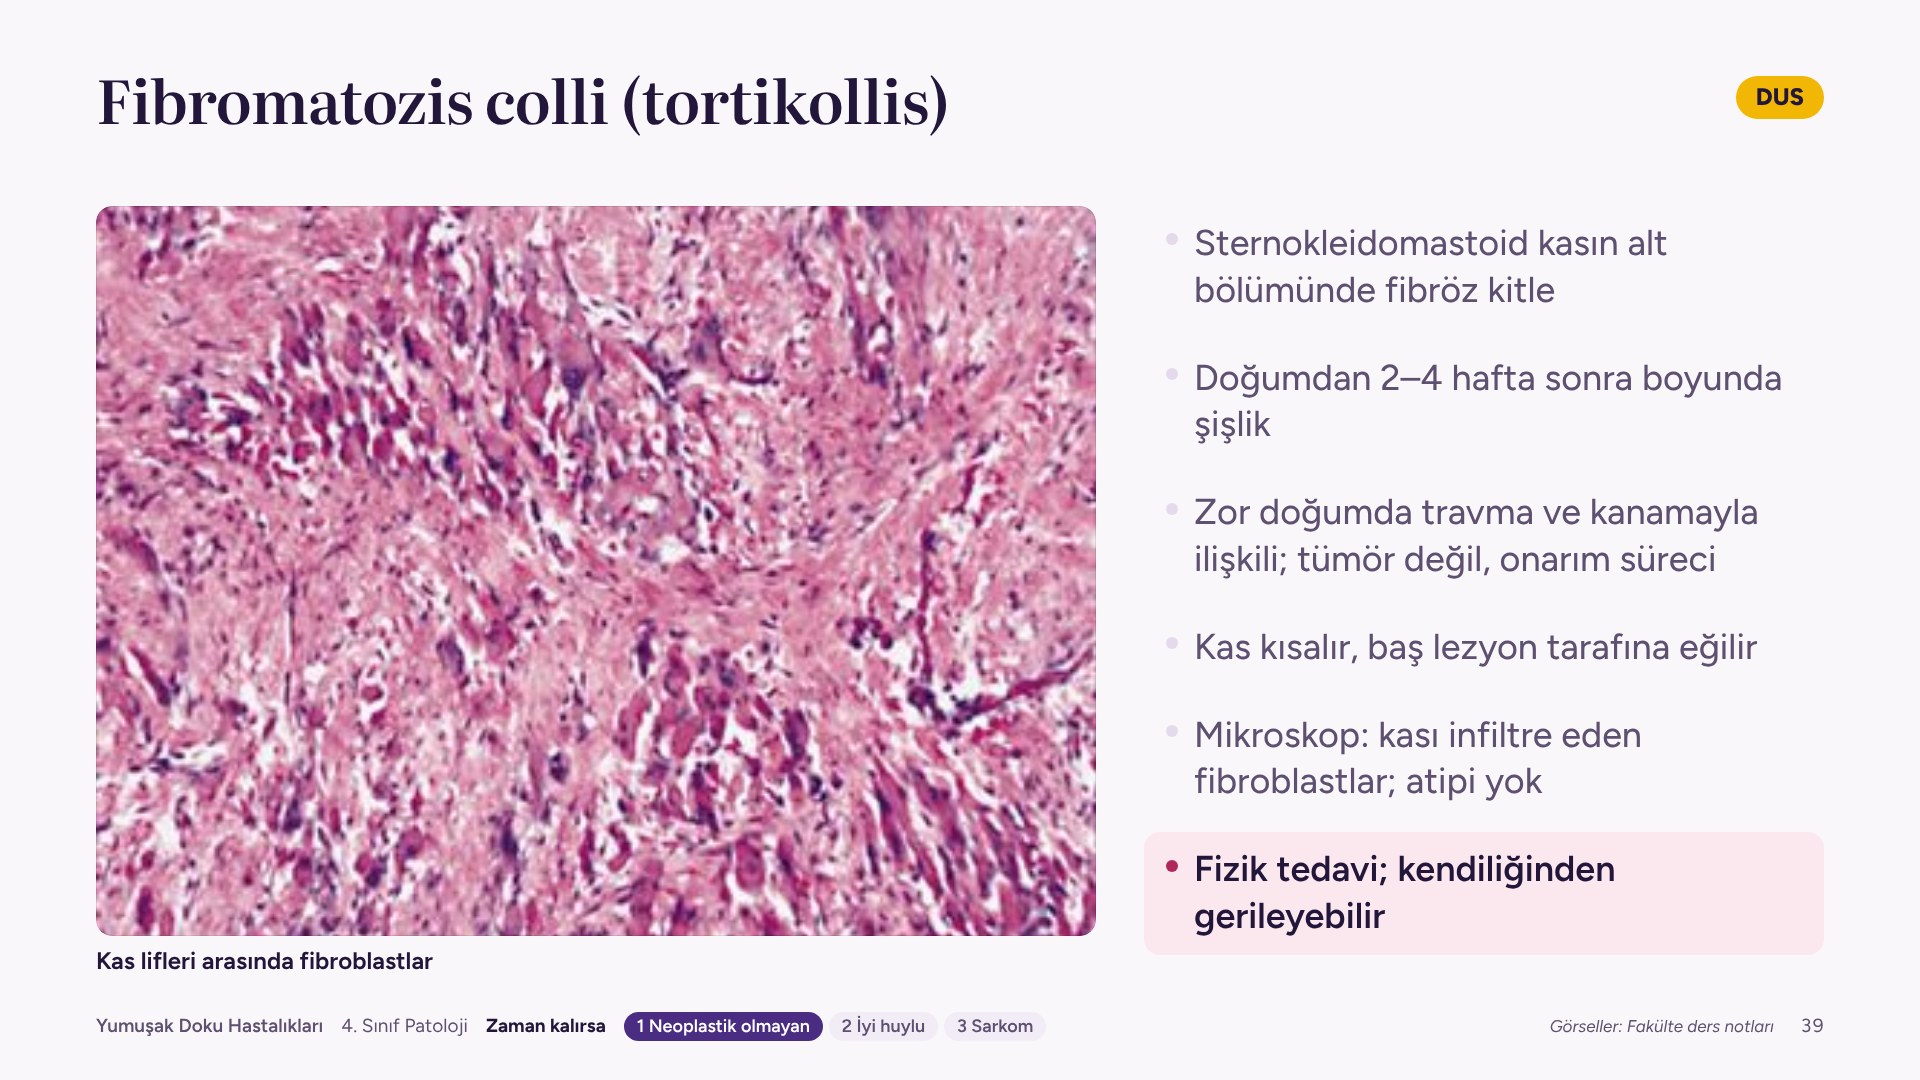 Fibromatozis colli (tortikollis)
DUS
Sternokleidomastoid kasın alt
bölümünde fibröz kitle
Doğumdan 2–4 hafta sonra boyunda
şişlik
Zor doğumda travma ve kanamayla
ilişkili; tümör değil, onarım süreci
Kas kısalır, baş lezyon tarafına eğilir
Mikroskop: kası infiltre eden
fibroblastlar; atipi yok
Fizik tedavi; kendiliğinden
gerileyebilir
Kas lifleri arasında fibroblastlar
Yumuşak Doku Hastalıkları 4. Sınıf Patoloji Zaman kalırsa 1 Neoplastik olmayan 2 İyi huylu 3 Sarkom
Görseller: Fakülte ders notları 39